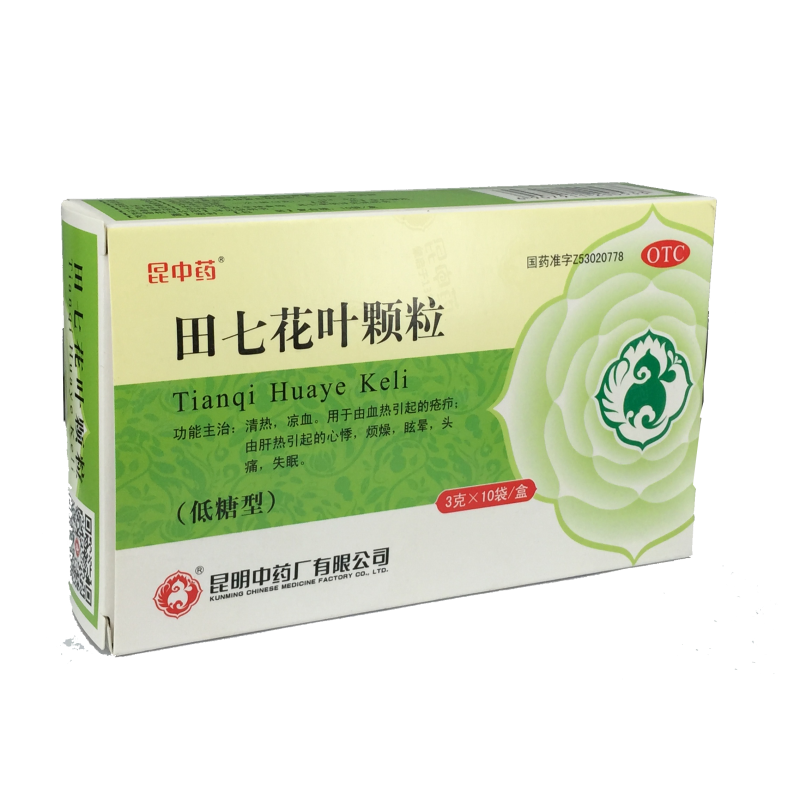 昆中药®
国药准字Z53020778
OTC
田七花叶颗粒
Tianqi Huaye Keli
功能主治：清热，凉血。用于由血热引起的疮疖；
由肝热引起的心悸，烦燥，眩晕，头
痛，失眠。
（低糖型）
3克×10袋/盒
®
昆明中药厂有限公司
KUNMING CHINESE MEDICINE FACTORY CO., LTD.
田七花叶颗粒
Tianqi Huaye Keli